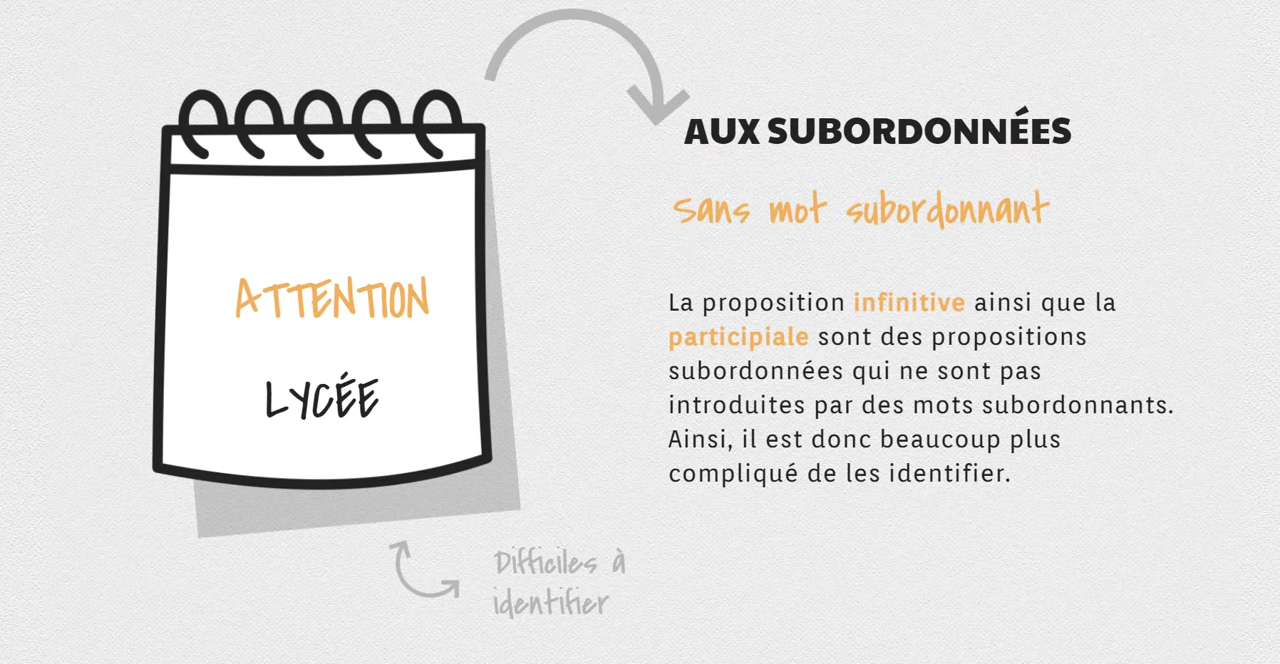 ATTENTION
LYCÉE
AUX SUBORDONNÉES
Sans mot subordonnant
La proposition infinitive ainsi que la
participiale sont des propositions
subordonnées qui ne sont pas
introduites par des mots subordonnants.
Ainsi, il est donc beaucoup plus
compliqué de les identifier.
Difficiles à
identifier